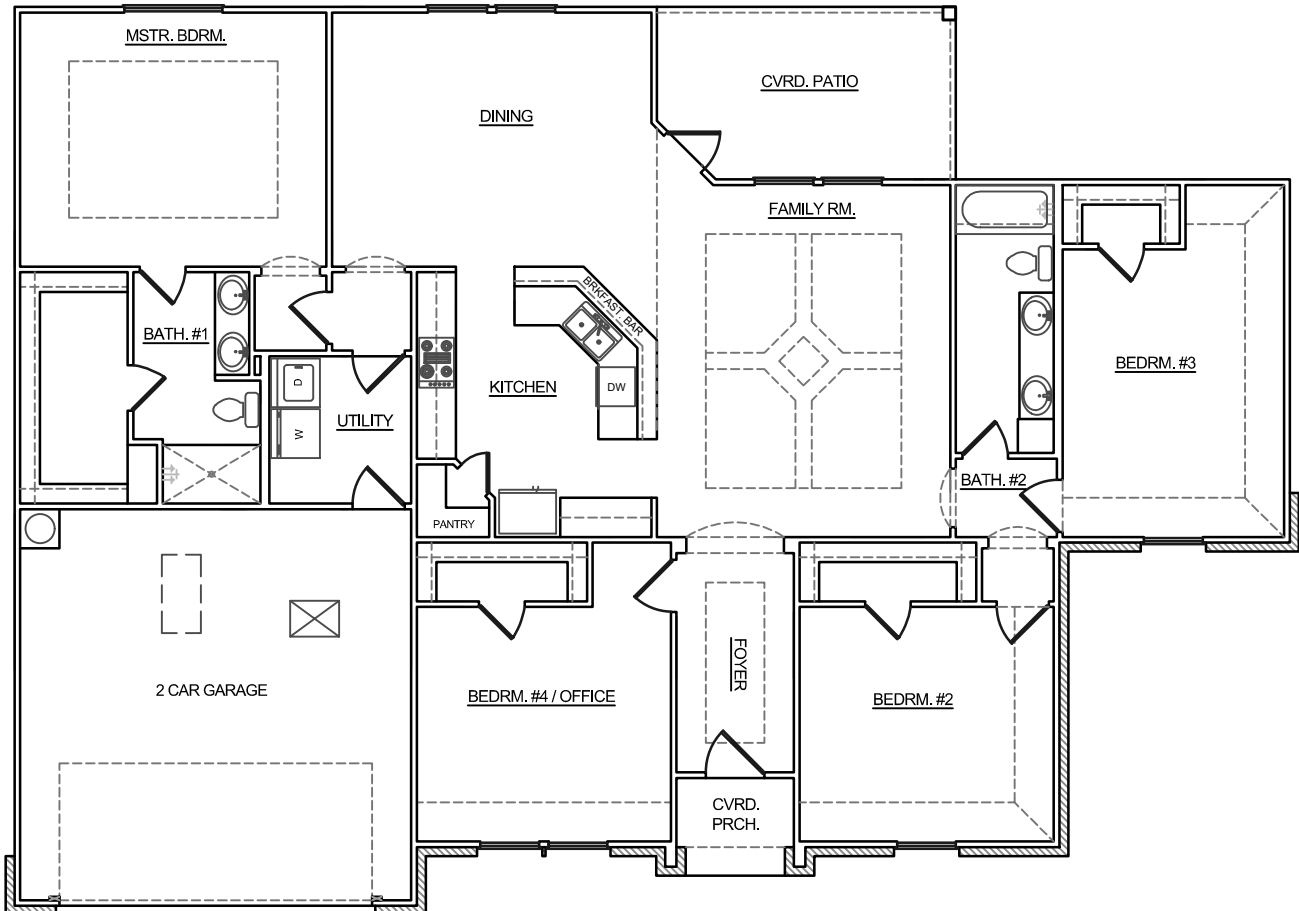 MSTR. BDRM.
CVRD. PATIO
DINING
FAMILY RM.
BRKFAST. BAR
BATH. #1
BEDRM. #3
D
KITCHEN
DW
UTILITY
W
BATH. #2
PANTRY
FOYER
2 CAR GARAGE
BEDRM. #4 / OFFICE
BEDRM. #2
CVRD.
PRCH.